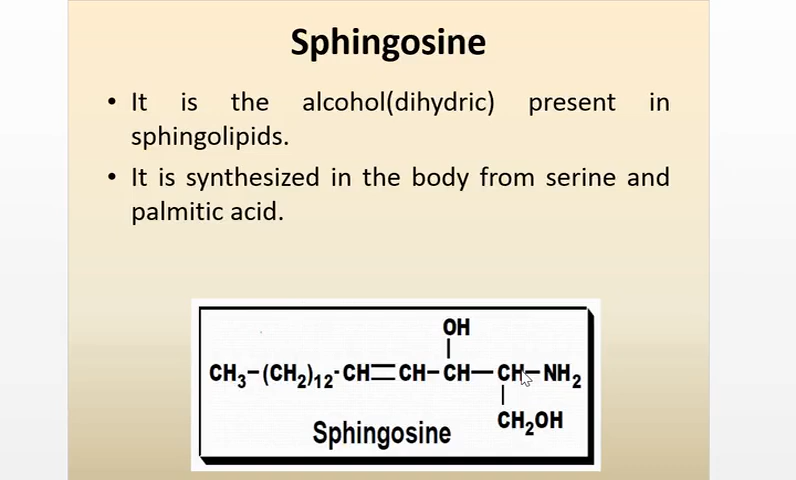 Sphingosine
• It is the alcohol(dihydric) present in
sphingolipids.
• It is synthesized in the body from serine and
palmitic acid.
OH
CH₃–(CH₂)₁₂-CH=CH–CH–CH–NH₂
CH₂OH
Sphingosine